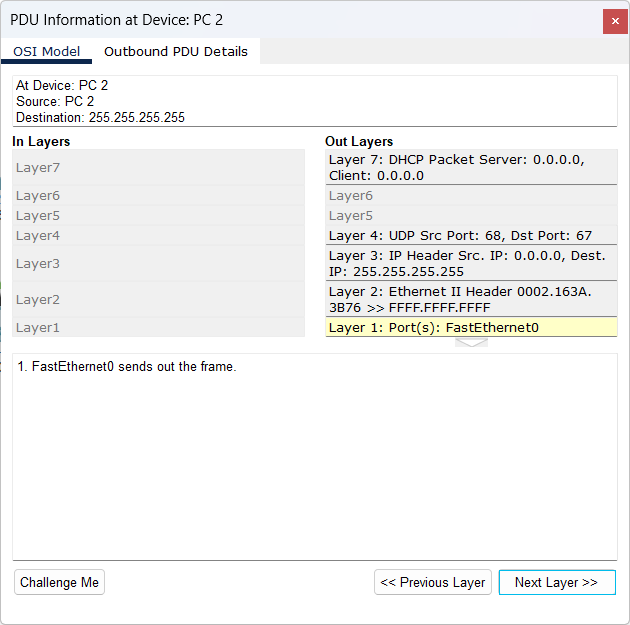 PDU Information at Device: PC 2
×
OSI Model
Outbound PDU Details
At Device: PC 2
Source: PC 2
Destination: 255.255.255.255
In Layers
Layer7
Layer6
Layer5
Layer4
Layer3
Layer2
Layer1
Out Layers
Layer 7: DHCP Packet Server: 0.0.0.0,
Client: 0.0.0.0
Layer6
Layer5
Layer 4: UDP Src Port: 68, Dst Port: 67
Layer 3: IP Header Src. IP: 0.0.0.0, Dest.
IP: 255.255.255.255
Layer 2: Ethernet II Header 0002.163A.
3B76 >> FFFF.FFFF.FFFF
Layer 1: Port(s): FastEthernet0
1. FastEthernet0 sends out the frame.
Challenge Me
<< Previous Layer
Next Layer >>